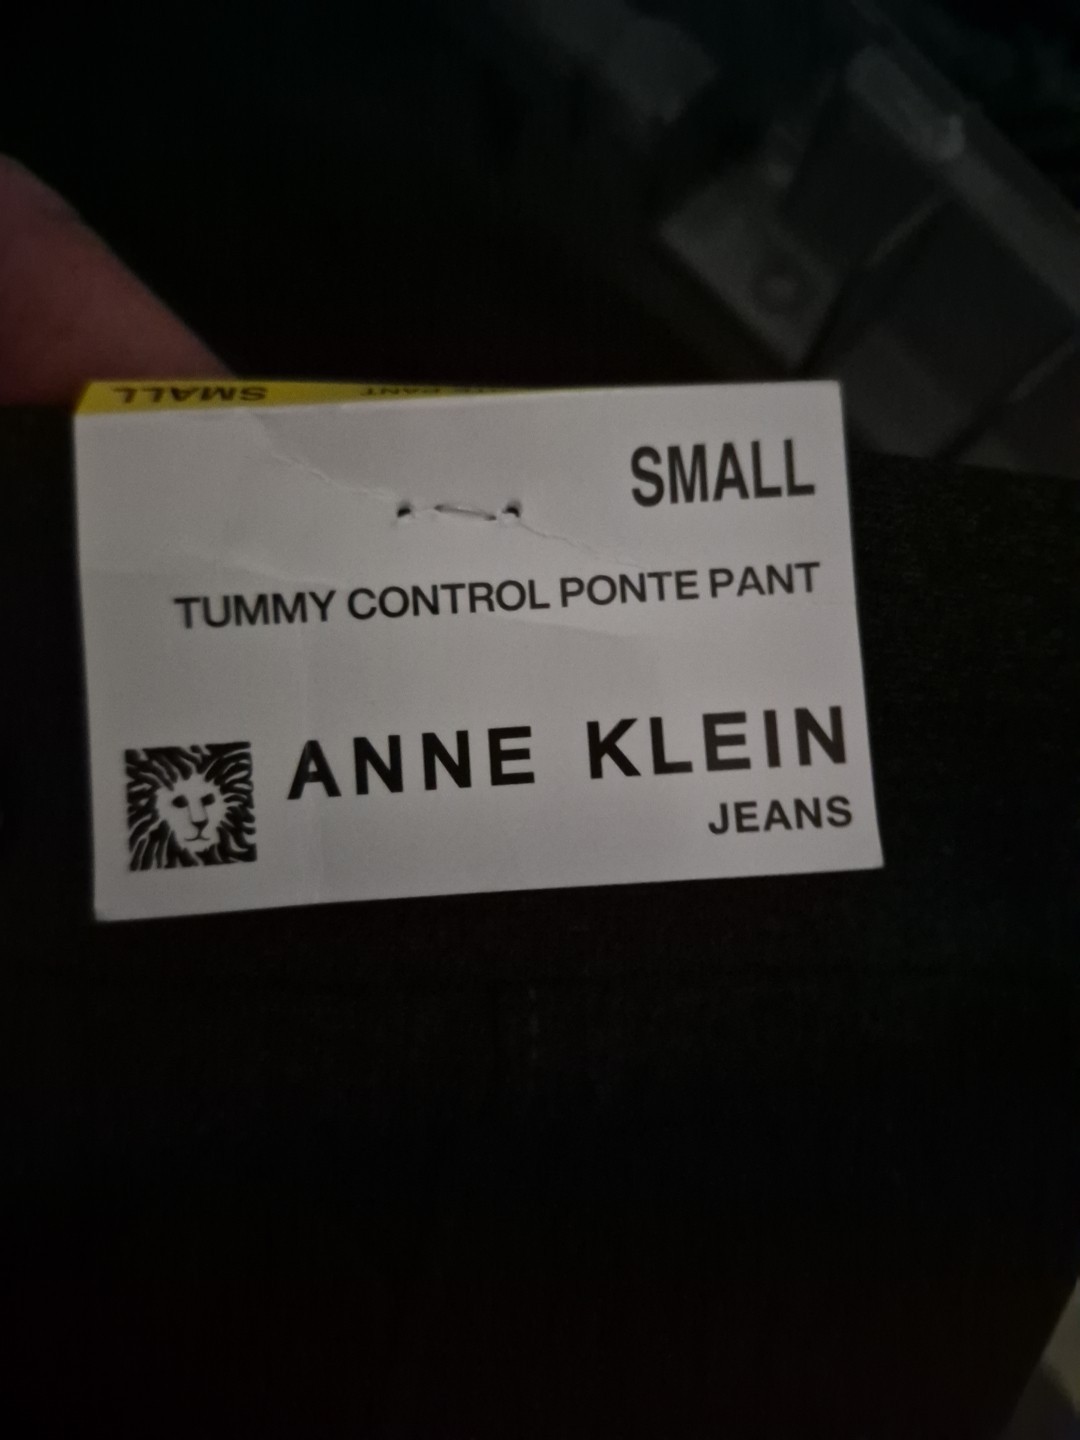 SMALL
SMALL
TUMMY CONTROL PONTE PANT
ANNE KLEIN
JEANS